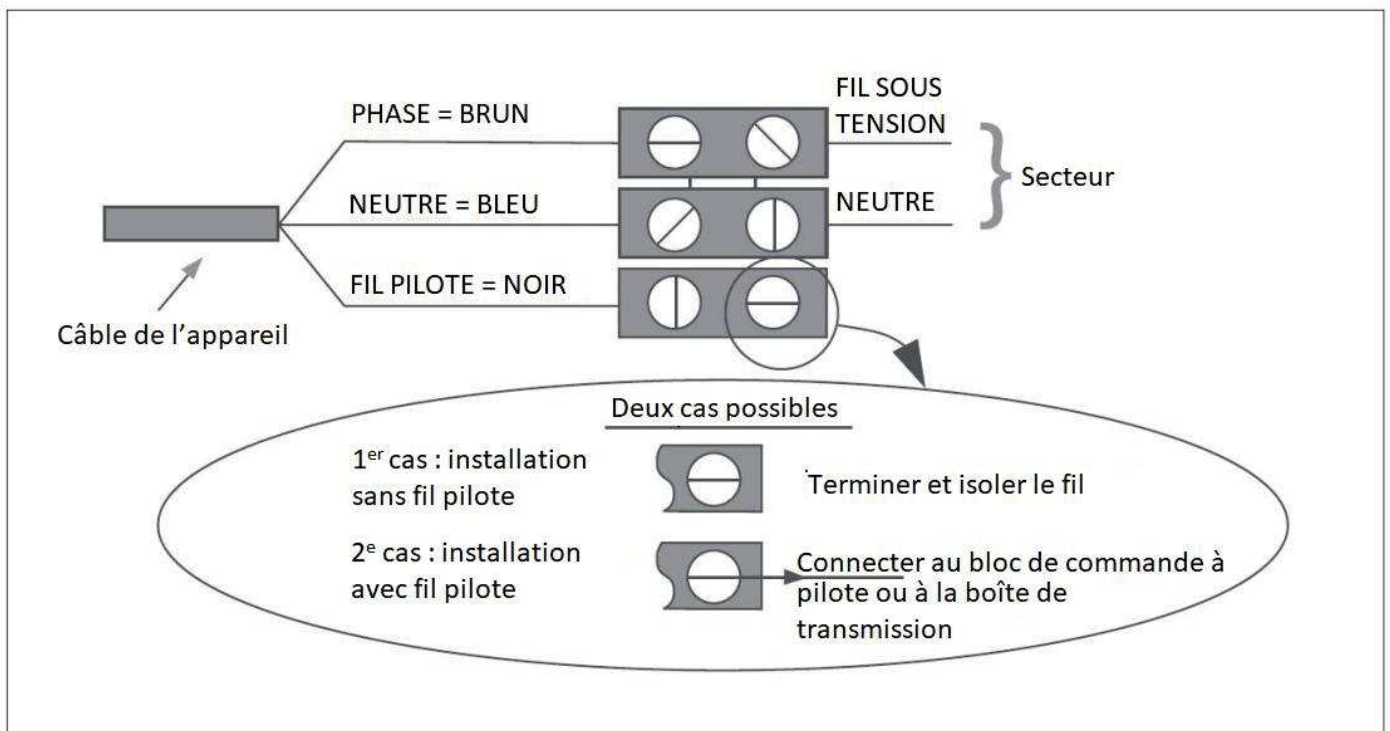 PHASE = BRUN
FIL SOUS
TENSION
Secteur
NEUTRE = BLEU
NEUTRE
FIL PILOTE = NOIR
Câble de l’appareil
Deux cas possibles
1er cas : installation
sans fil pilote
Terminer et isoler le fil
2e cas : installation
avec fil pilote
Connecter au bloc de commande à
pilote ou à la boîte de
transmission